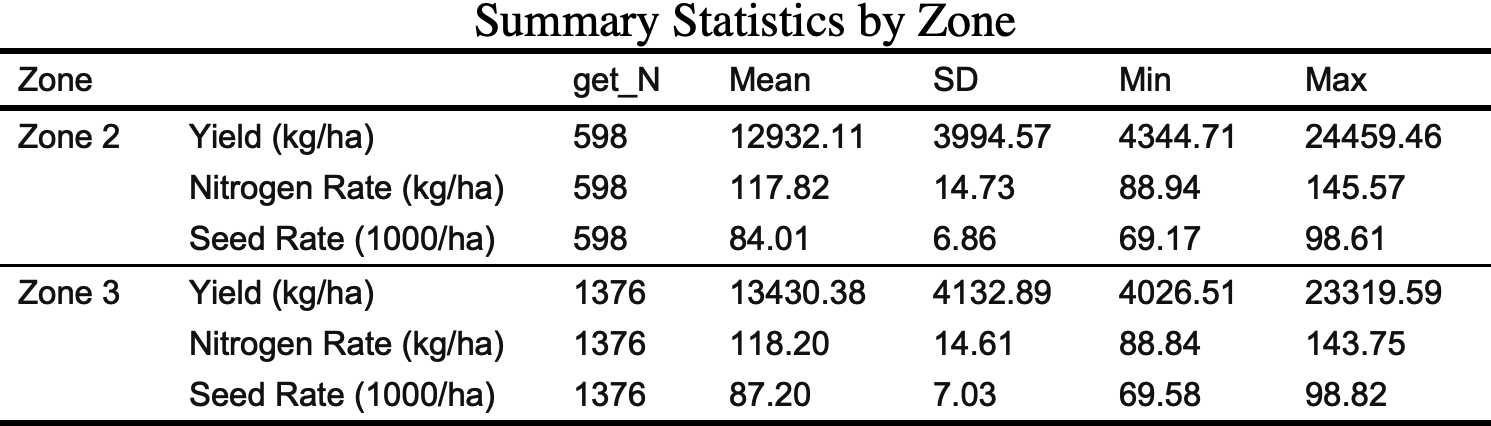 Summary Statistics by Zone
Zone get_N Mean SD Min Max
Zone 2 Yield (kg/ha) 598 12932.11 3994.57 4344.71 24459.46
Nitrogen Rate (kg/ha) 598 117.82 14.73 88.94 145.57
Seed Rate (1000/ha) 598 84.01 6.86 69.17 98.61
Zone 3 Yield (kg/ha) 1376 13430.38 4132.89 4026.51 23319.59
Nitrogen Rate (kg/ha) 1376 118.20 14.61 88.84 143.75
Seed Rate (1000/ha) 1376 87.20 7.03 69.58 98.82